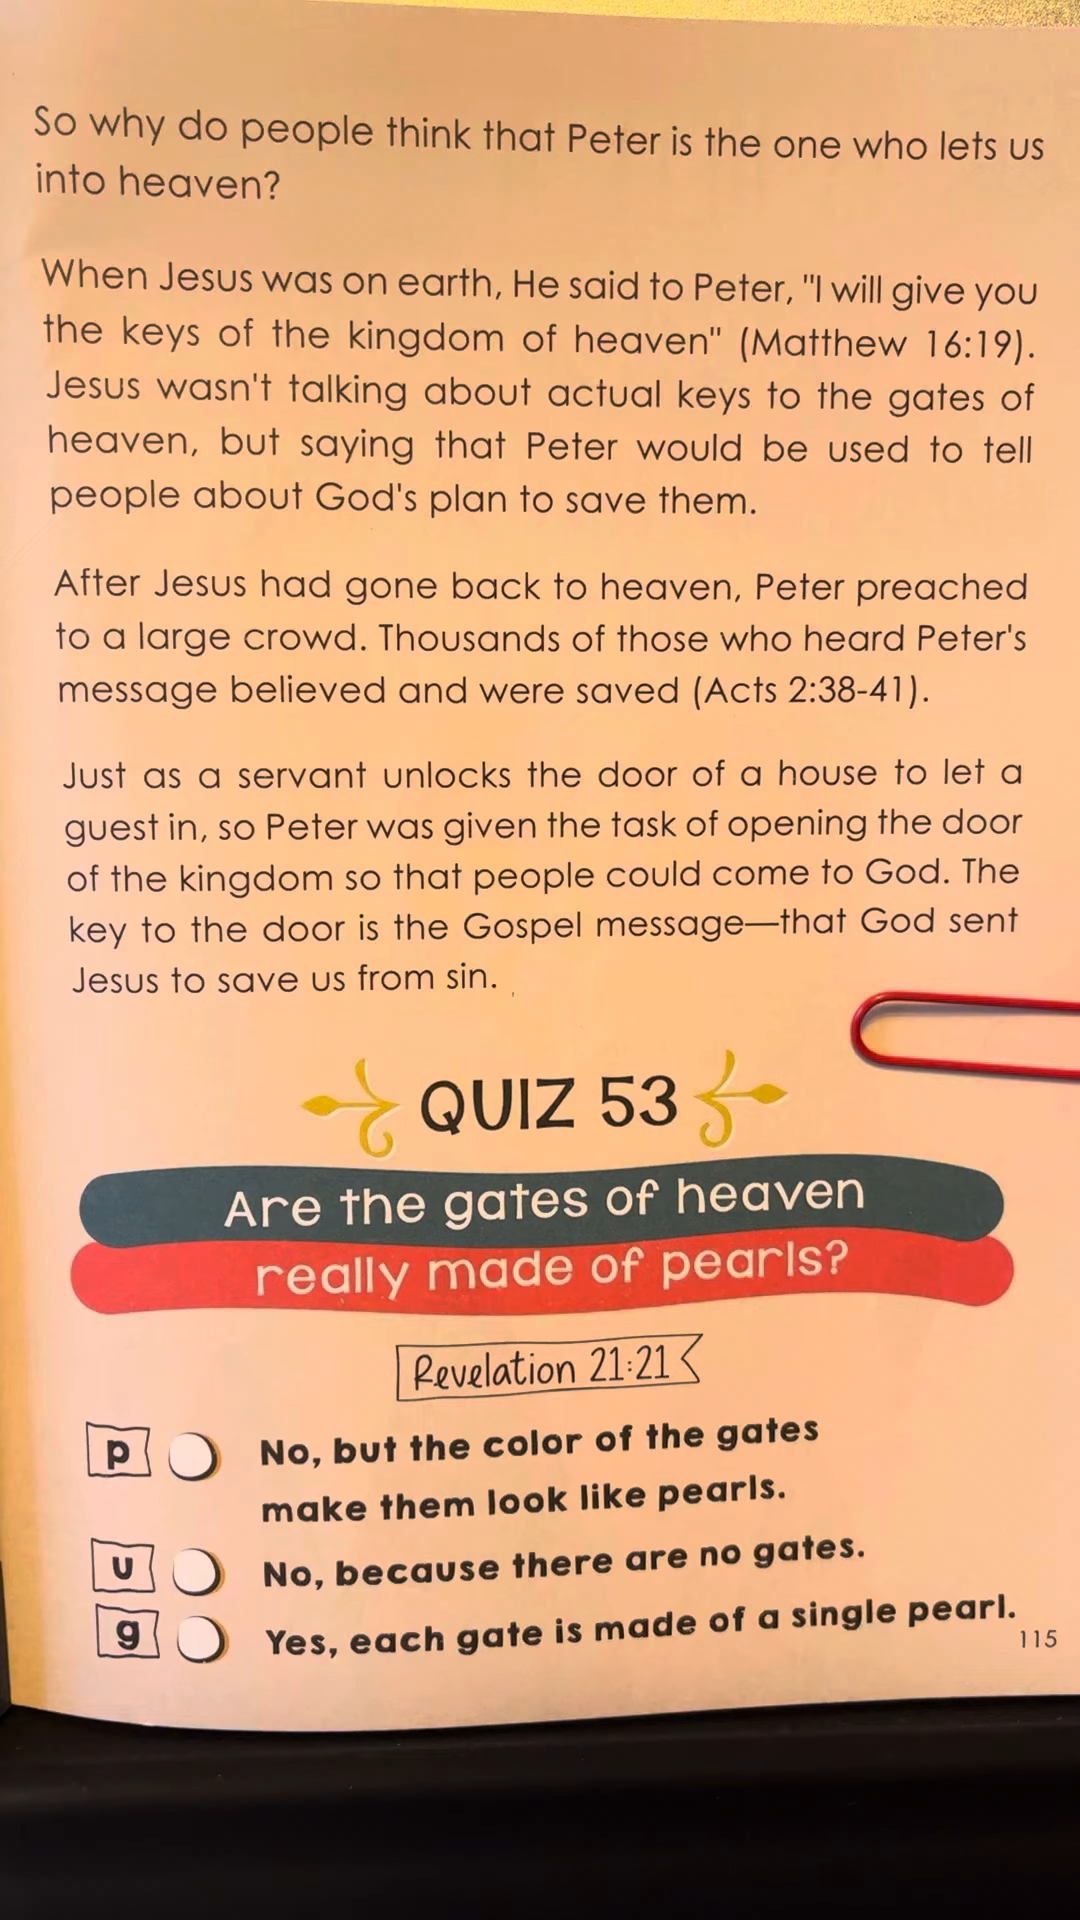 So why do people think that Peter is the one who lets us
into heaven?
When Jesus was on earth, He said to Peter, "I will give you
the keys of the kingdom of heaven" (Matthew 16:19).
Jesus wasn't talking about actual keys to the gates of
heaven, but saying that Peter would be used to tell
people about God's plan to save them.
After Jesus had gone back to heaven, Peter preached
to a large crowd. Thousands of those who heard Peter's
message believed and were saved (Acts 2:38-41).
Just as a servant unlocks the door of a house to let a
guest in, so Peter was given the task of opening the door
of the kingdom so that people could come to God. The
key to the door is the Gospel message—that God sent
Jesus to save us from sin.
QUIZ 53
Are the gates of heaven
really made of pearls?
Revelation 21:21
p No, but the color of the gates
make them look like pearls.
u No, because there are no gates.
g Yes, each gate is made of a single pearl.
115